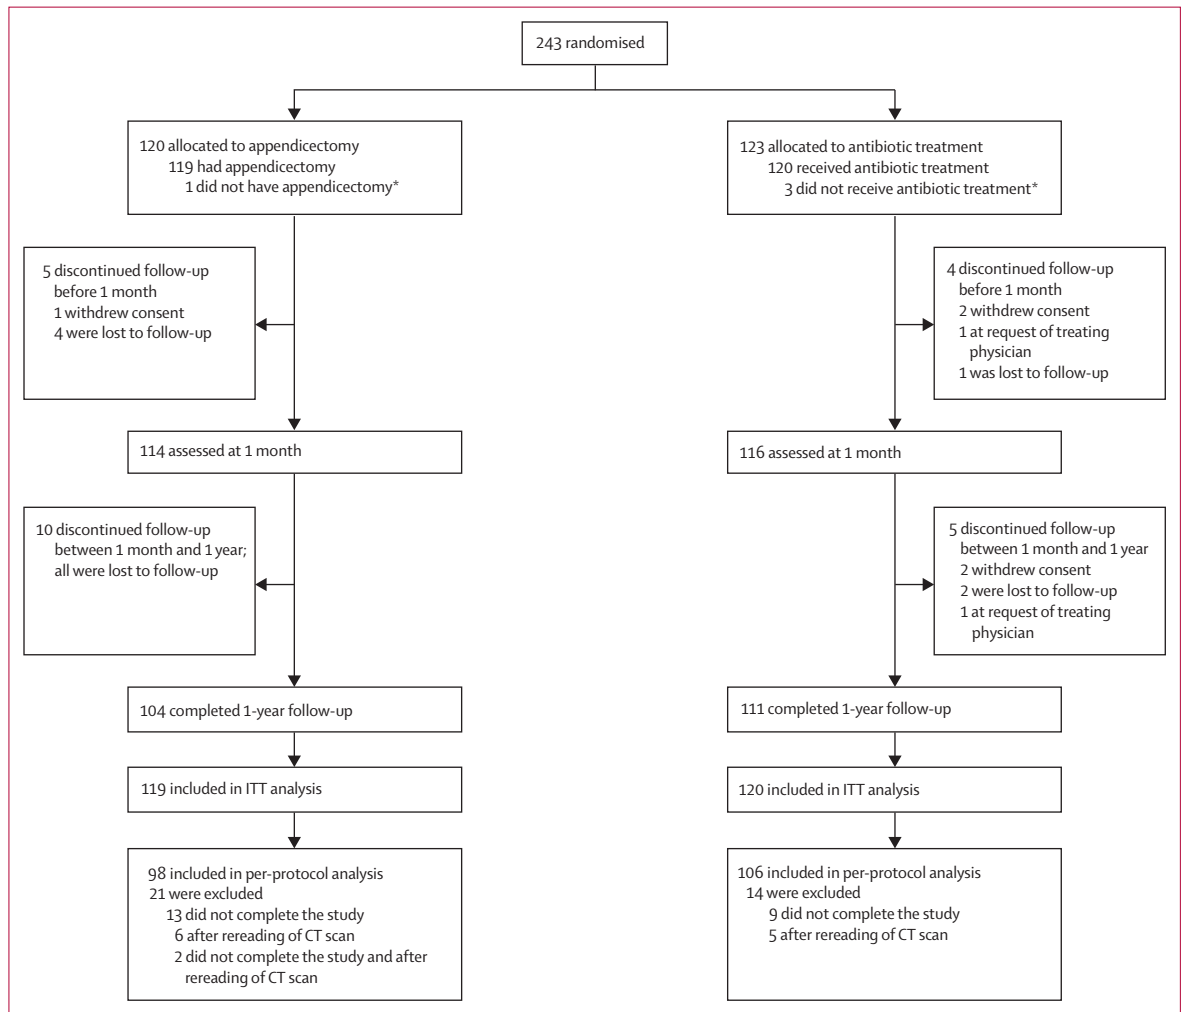 243 randomised
120 allocated to appendicectomy
119 had appendicectomy
1 did not have appendicectomy*
123 allocated to antibiotic treatment
120 received antibiotic treatment
3 did not receive antibiotic treatment*
5 discontinued follow-up
before 1 month
1 withdrew consent
4 were lost to follow-up
4 discontinued follow-up
before 1 month
2 withdrew consent
1 at request of treating
physician
1 was lost to follow-up
114 assessed at 1 month
116 assessed at 1 month
10 discontinued follow-up
between 1 month and 1 year;
all were lost to follow-up
5 discontinued follow-up
between 1 month and 1 year
2 withdrew consent
2 were lost to follow-up
1 at request of treating
physician
104 completed 1-year follow-up
111 completed 1-year follow-up
119 included in ITT analysis
120 included in ITT analysis
98 included in per-protocol analysis
21 were excluded
13 did not complete the study
6 after rereading of CT scan
2 did not complete the study and after
rereading of CT scan
106 included in per-protocol analysis
14 were excluded
9 did not complete the study
5 after rereading of CT scan